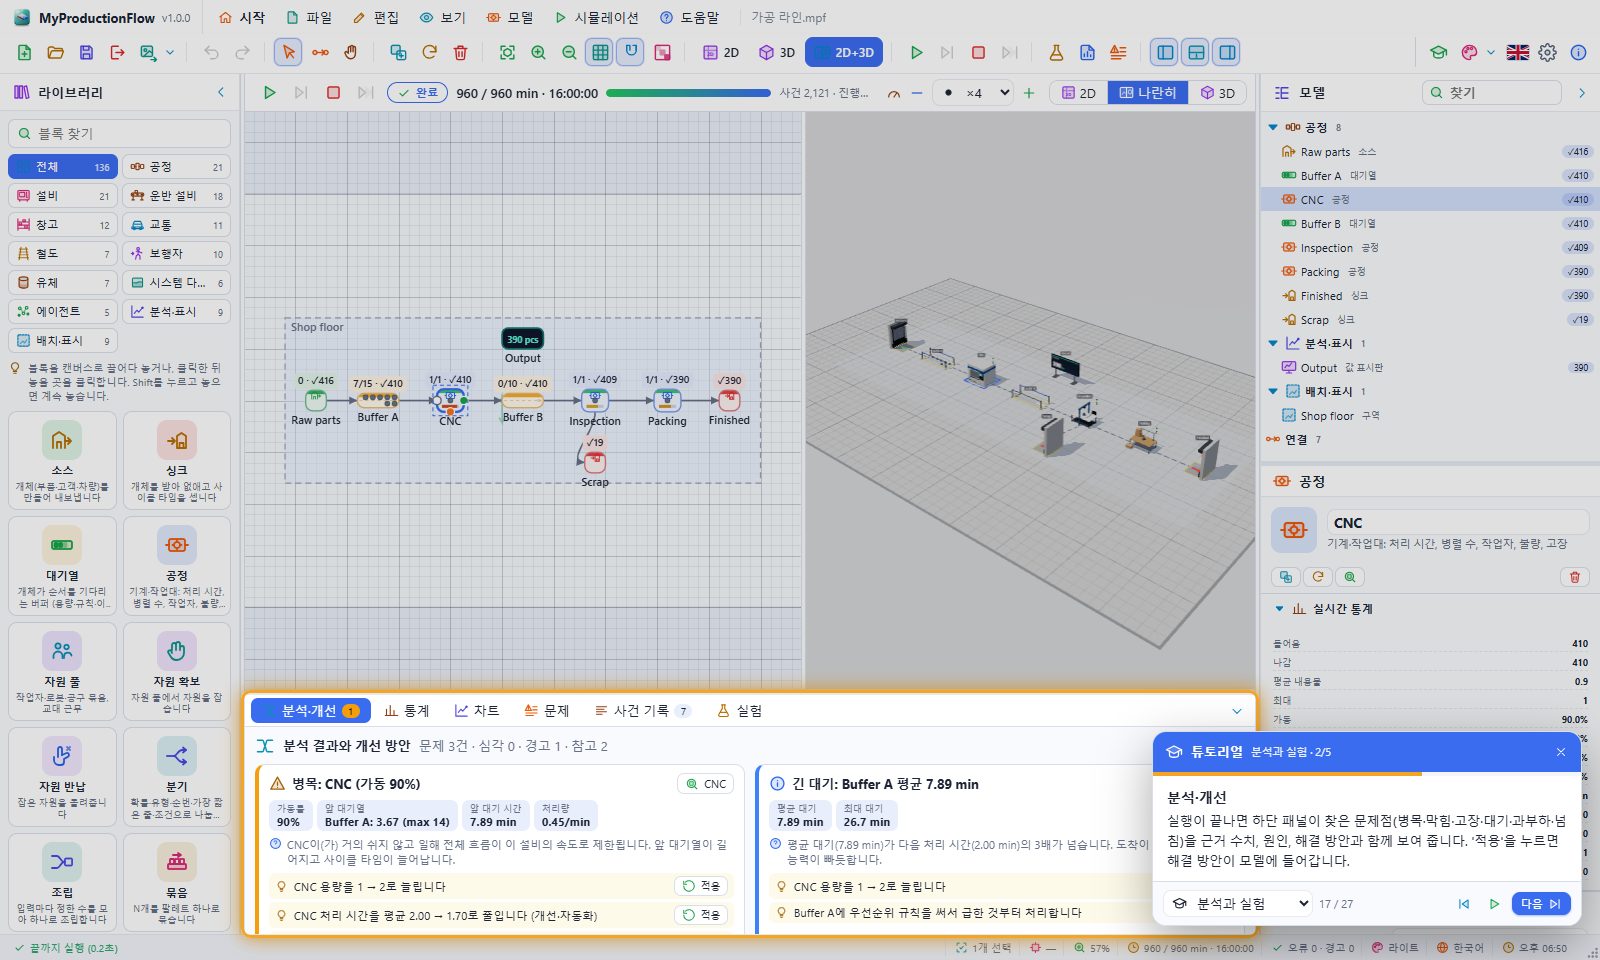 MyProductionFlow v1.0.0 시작 파일 편집 보기 모델 시뮬레이션 도움말 가공 라인.mpf
2D 3D 2D+3D
라이브러리
블록 찾기
전체 136 공정 21
설비 21 운반 설비 18
창고 12 교통 11
철도 7 보행자 10
유체 7 시스템 다... 6
에이전트 5 분석·표시 9
배치·표시 9
블록을 캔버스로 끌어다 놓거나, 클릭한 뒤
놓을 곳을 클릭합니다. Shift를 누르고 놓으
면 계속 놓습니다.
소스
개체(부품·고객·차량)를
만들어 내보냅니다
싱크
개체를 받아 없애고 사
이클 타임을 셉니다
대기열
개체가 순서를 기다리
는 버퍼 (용량·규칙·이...
공정
기계·작업대: 처리 시간,
병렬 수, 작업자, 불량,...
자원 풀
작업자·로봇·공구 묶음,
교대 근무
자원 확보
자원 풀에서 자원을 잡
습니다
자원 반납
잡은 자원을 돌려줍니
다
분기
확률·유형·순번·가장 짧
은 줄·조건으로 나눕...
조립
입력마다 정한 수를 모
아 하나로 조립합니다
묶음
N개를 팔레트 하나로
묶습니다
완료 960 / 960 min · 16:00:00 사건 2,121 · 진행... ×4 2D 나란히 3D
Shop floor
390 pcs
Output
0 · ✓416 7/15 · ✓410 1/1 · ✓410 0/10 · ✓410 1/1 · ✓409 1/1 · ✓390 ✓390
Raw parts Buffer A CNC Buffer B Inspection Packing Finished
✓19
Scrap
분석·개선 1 통계 차트 문제 사건 기록 7 실험
분석 결과와 개선 방안 문제 3건 · 심각 0 · 경고 1 · 참고 2
병목: CNC (가동 90%) CNC
가동률 앞 대기열 앞 대기 시간 처리량
90% Buffer A: 3.67 (max 14) 7.89 min 0.45/min
CNC이(가) 거의 쉬지 않고 일해 전체 흐름이 이 설비의 속도로 제한됩니다. 앞 대기열이 길
어지고 사이클 타임이 늘어납니다.
CNC 용량을 1 → 2로 늘립니다 적용
CNC 처리 시간을 평균 2.00 → 1.70로 줄입니다 (개선·자동화) 적용
긴 대기: Buffer A 평균 7.89 min
평균 대기 최대 대기
7.89 min 26.7 min
평균 대기(7.89 min)가 다음 처리 시간(2.00 min)의 3배가 넘습니다. 도착이
능력이 빠듯합니다.
CNC 용량을 1 → 2로 늘립니다
Buffer A에 우선순위 규칙을 써서 급한 것부터 처리합니다
모델 찾기
공정 8
Raw parts 소스 ✓416
Buffer A 대기열 ✓410
CNC 공정 ✓410
Buffer B 대기열 ✓410
Inspection 공정 ✓409
Packing 공정 ✓390
Finished 싱크 ✓390
Scrap 싱크 ✓19
분석·표시 1
Output 값 표시판 390
배치·표시 1
Shop floor 구역
연결 7
공정
CNC
기계·작업대: 처리 시간, 병렬 수, 작업자, 불량, 고장
실시간 통계
들어옴 410
나감 410
평균 내용물 0.9
최대 1
가동 90.0%
튜토리얼 분석과 실험 · 2/5
분석·개선
실행이 끝나면 하단 패널이 찾은 문제점(병목·막힘·고장·대기·과부하·넘
침)을 근거 수치, 원인, 해결 방안과 함께 보여 줍니다. '적용'을 누르면
해결 방안이 모델에 들어갑니다.
분석과 실험 17 / 27 다음
끝까지 실행 (0.2초) 1개 선택 — 57% 960 / 960 min · 16:00:00 오류 0 · 경고 0 라이트 한국어 오후 06:50